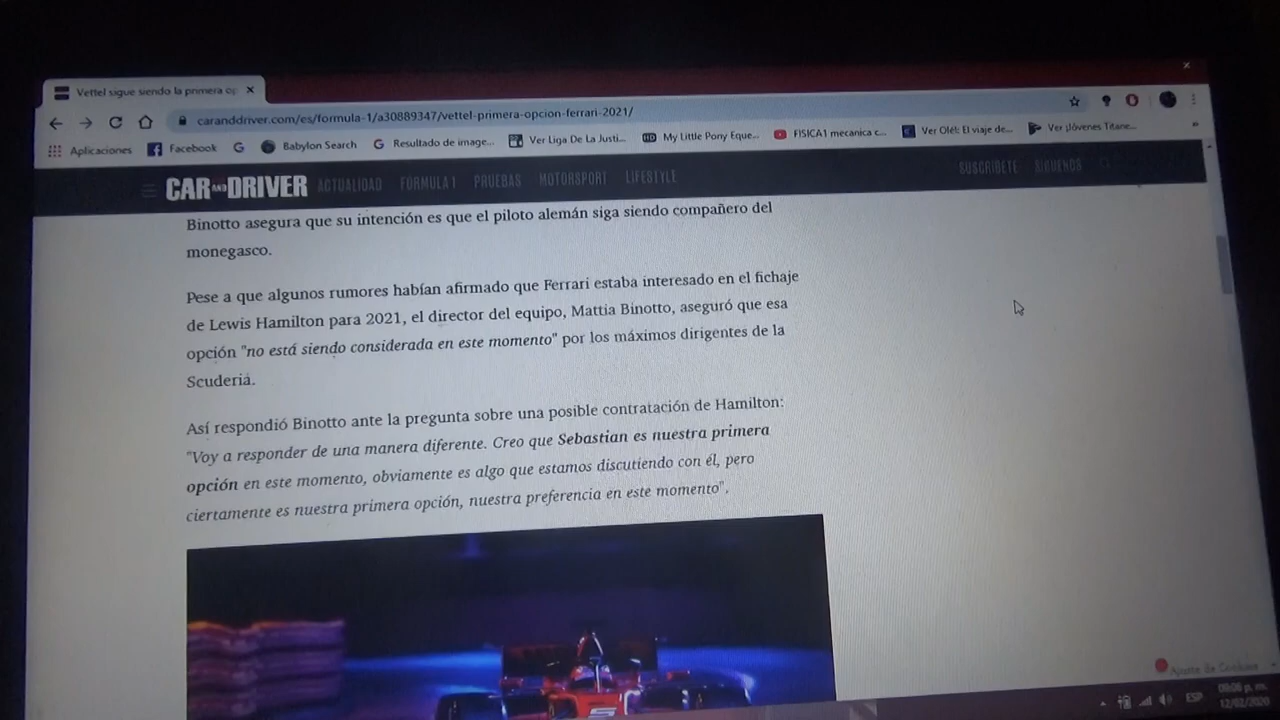 Vettel sigue siendo la primera op
caranddriver.com/es/formula-1/a30889347/vettel-primera-opcion-ferrari-2021/
Aplicaciones Facebook Babylon Search Resultado de image... Ver Liga De La Justi... My Little Pony Eque... FISICA1 mecanica c... Ver Olé!: El viaje de... Ver ¡Jóvenes Titane...
CAR AND DRIVER ACTUALIDAD FÓRMULA 1 PRUEBAS MOTORSPORT LIFESTYLE SUSCRÍBETE SÍGUENOS
Binotto asegura que su intención es que el piloto alemán siga siendo compañero del
monegasco.
Pese a que algunos rumores habían afirmado que Ferrari estaba interesado en el fichaje
de Lewis Hamilton para 2021, el director del equipo, Mattia Binotto, aseguró que esa
opción "no está siendo considerada en este momento" por los máximos dirigentes de la
Scuderia.
Así respondió Binotto ante la pregunta sobre una posible contratación de Hamilton:
"Voy a responder de una manera diferente. Creo que Sebastian es nuestra primera
opción en este momento, obviamente es algo que estamos discutiendo con él, pero
ciertamente es nuestra primera opción, nuestra preferencia en este momento".
Ajuste de Cookies
ESP
12/02/2020